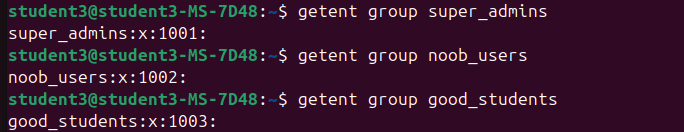 student3@student3-MS-7D48:~$ getent group super_admins
super_admins:x:1001:
student3@student3-MS-7D48:~$ getent group noob_users
noob_users:x:1002:
student3@student3-MS-7D48:~$ getent group good_students
good_students:x:1003: